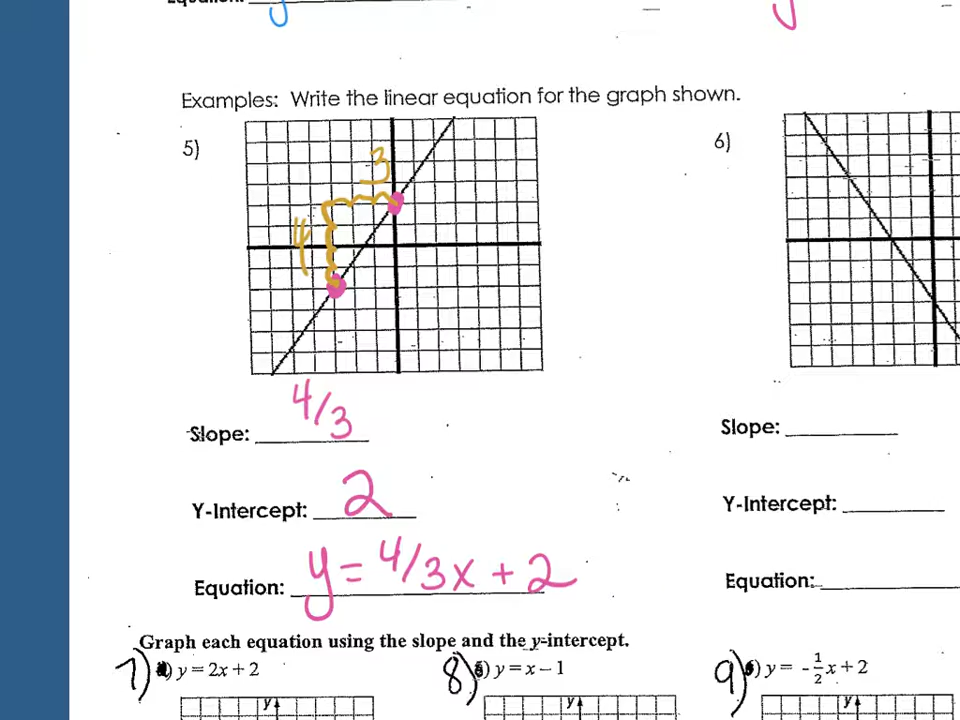 Examples: Write the linear equation for the graph shown.
5)
6)
3
4
Slope: 4/3
Slope:
Y-Intercept: 2
Y-Intercept:
Equation: y = 4/3x + 2
Equation:
Graph each equation using the slope and the y-intercept.
7) y = 2x + 2
8) y = x – 1
9) y = - 1/2 x + 2
y
y
y